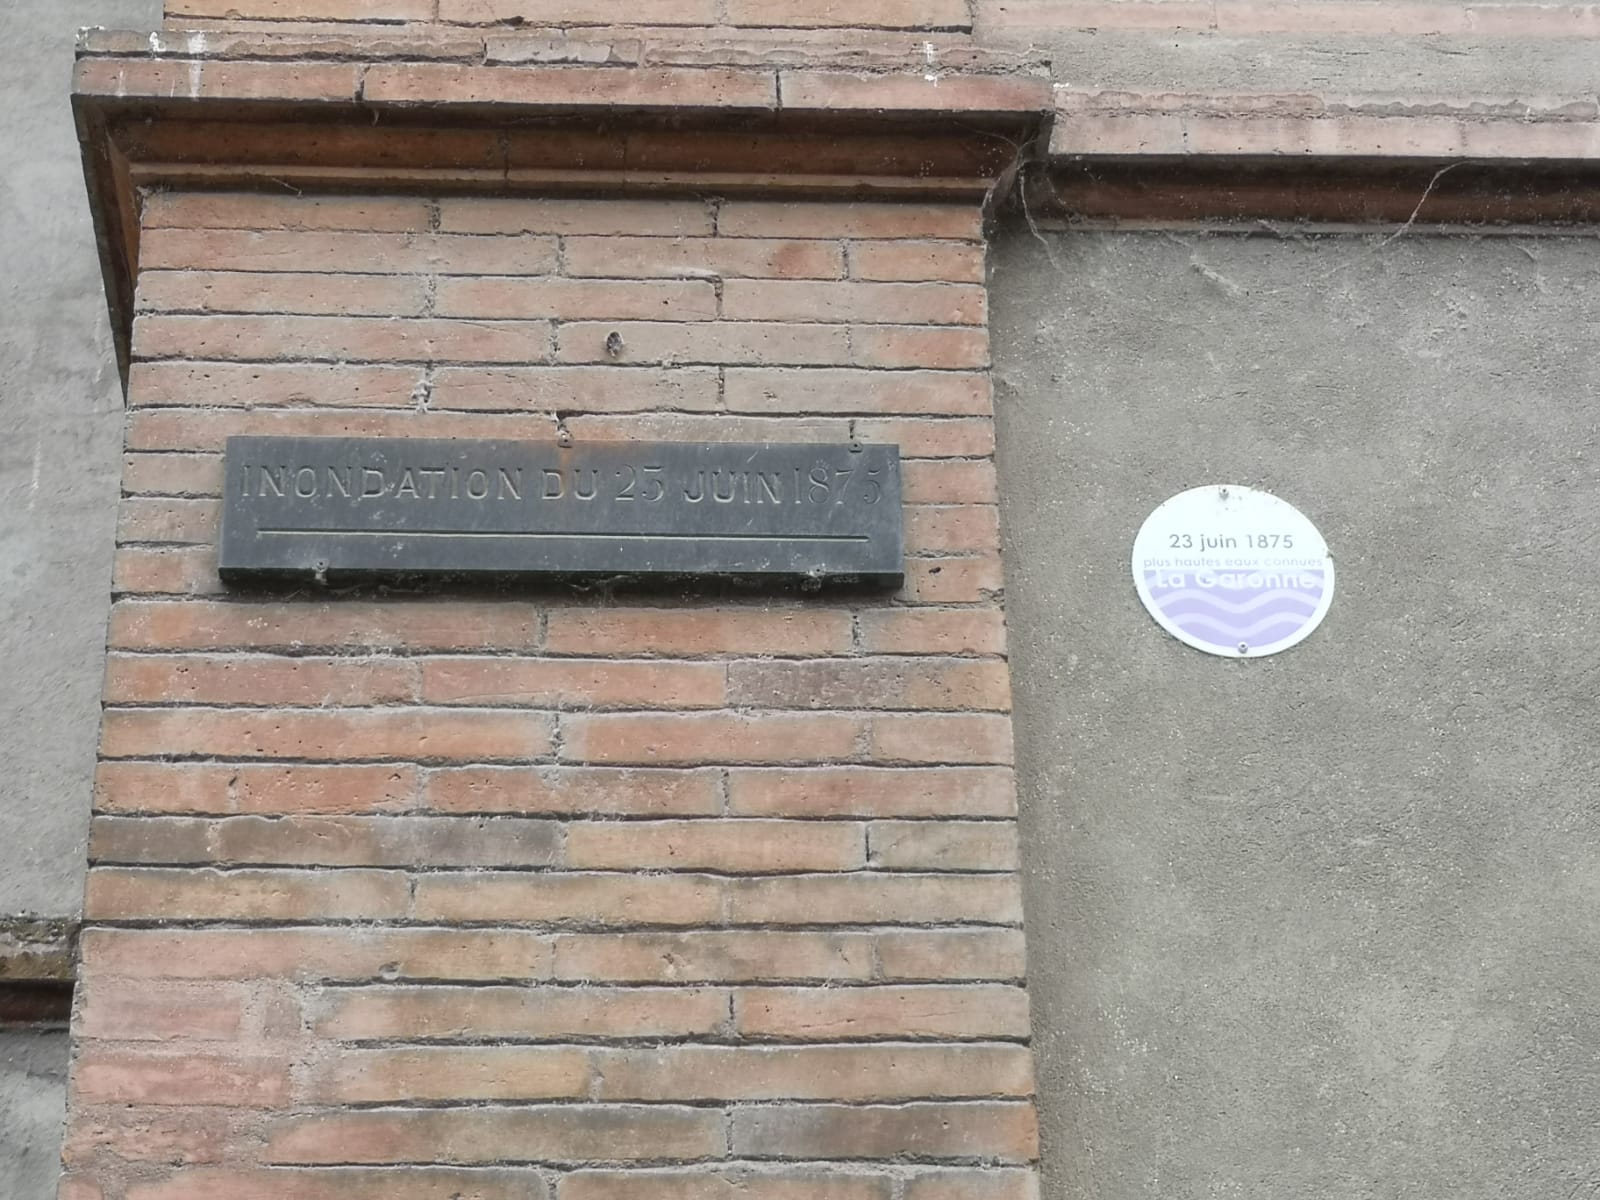 INONDATION DU 23 JUIN 1875
23 juin 1875
plus hautes eaux connues
La Garonne